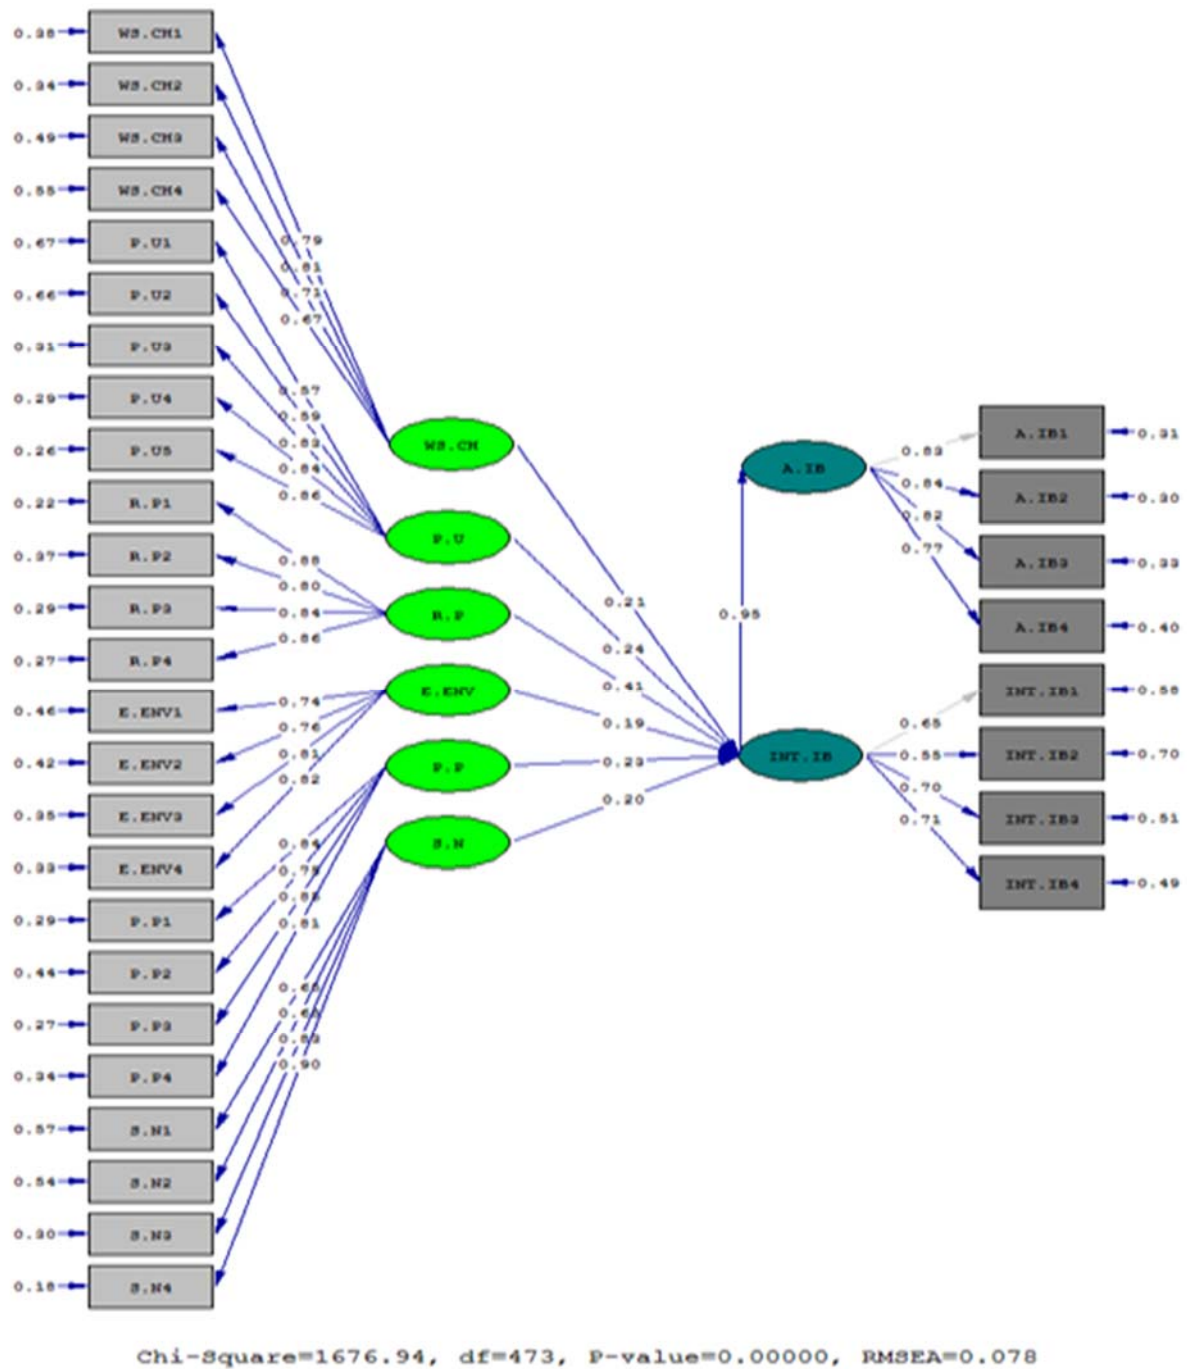 0.38 WS.CH1
0.34 WS.CH2
0.49 WS.CH3
0.55 WS.CH4
0.67 P.U1
0.66 P.U2
0.31 P.U3
0.29 P.U4
0.26 P.U5
0.22 R.P1
0.37 R.P2
0.29 R.P3
0.27 R.P4
0.46 E.ENV1
0.42 E.ENV2
0.35 E.ENV3
0.33 E.ENV4
0.29 P.P1
0.44 P.P2
0.27 P.P3
0.34 P.P4
0.57 S.N1
0.54 S.N2
0.30 S.N3
0.18 S.N4
0.79
0.81
0.71
0.67
0.57
0.59
0.83
0.84
0.86
0.88
0.80
0.84
0.86
0.74
0.76
0.81
0.82
0.84
0.75
0.81
0.83
0.90
WS.CH
P.U
R.P
E.ENV
P.P
S.N
0.21
0.24
0.41
0.19
0.23
0.20
0.95
A.IB
INT.IB
0.83
0.84
0.82
0.77
0.65
0.55
0.70
0.71
A.IB1 0.31
A.IB2 0.30
A.IB3 0.33
A.IB4 0.40
INT.IB1 0.58
INT.IB2 0.70
INT.IB3 0.51
INT.IB4 0.49
Chi-Square=1676.94, df=473, P-value=0.00000, RMSEA=0.078